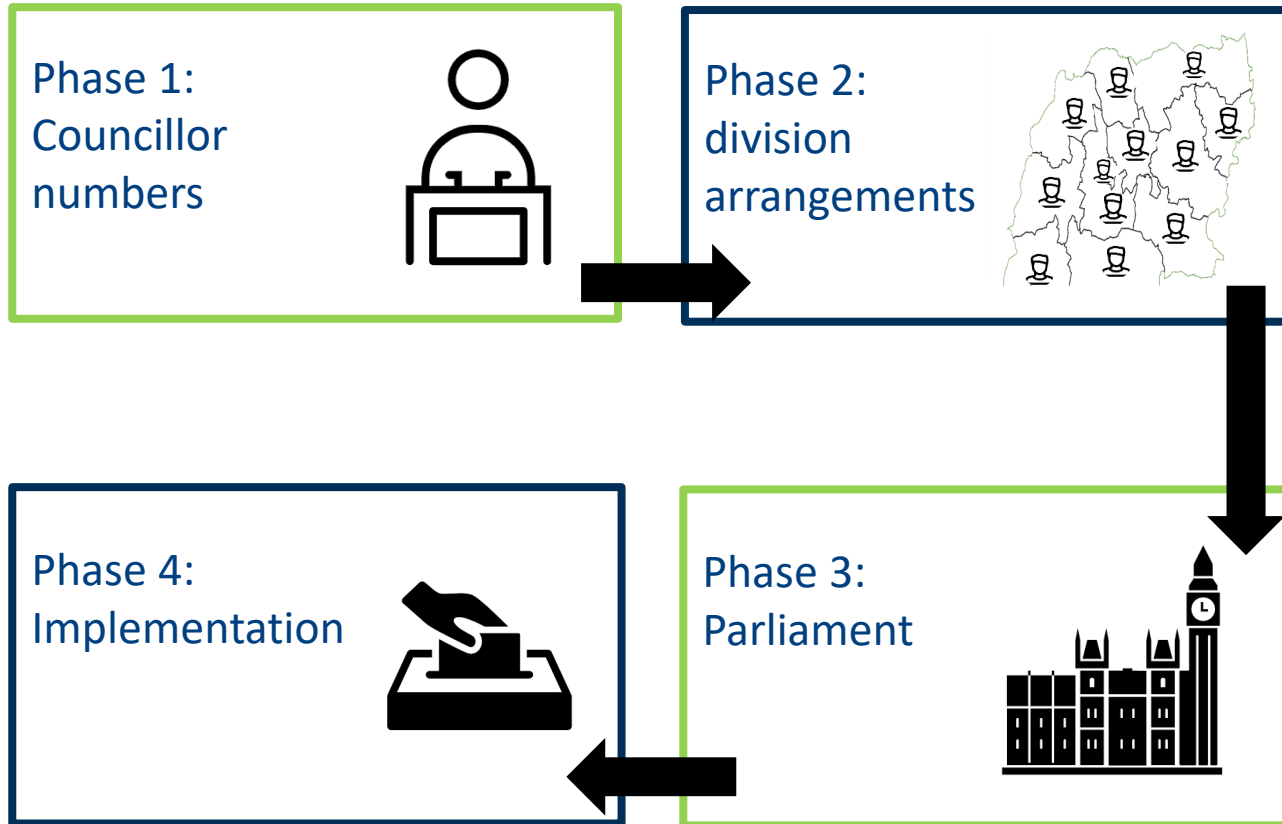 Phase 1:
Councillor
numbers
Phase 2:
division
arrangements
Phase 3:
Parliament
Phase 4:
Implementation